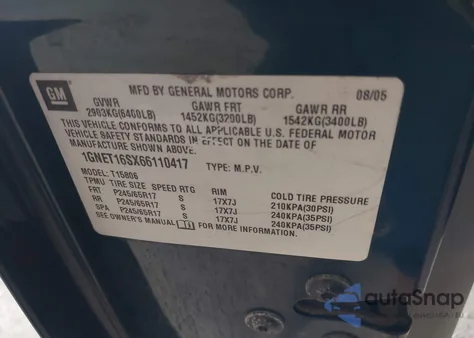 GM
MFD BY GENERAL MOTORS CORP. 08/05
GVWR GAWR FRT GAWR RR
2903KG(6400LB) 1452KG(3200LB) 1542KG(3400LB)
THIS VEHICLE CONFORMS TO ALL APPLICABLE U.S. FEDERAL MOTOR
VEHICLE SAFETY STANDARDS IN EFFECT ON THE DATE OF
MANUFACTURE SHOWN ABOVE.
1GNET16SX66110417 TYPE: M.P.V.
MODEL: T15806
TPMU TIRE SIZE SPEED RTG RIM COLD TIRE PRESSURE
FRT P245/65R17 S 17X7J 210KPA(30PSI)
RR P245/65R17 S 17X7J 240KPA(35PSI)
SPA P245/65R17 S 17X7J 240KPA(35PSI)
SEE OWNER'S MANUAL FOR MORE INFORMATION.
autoSnap